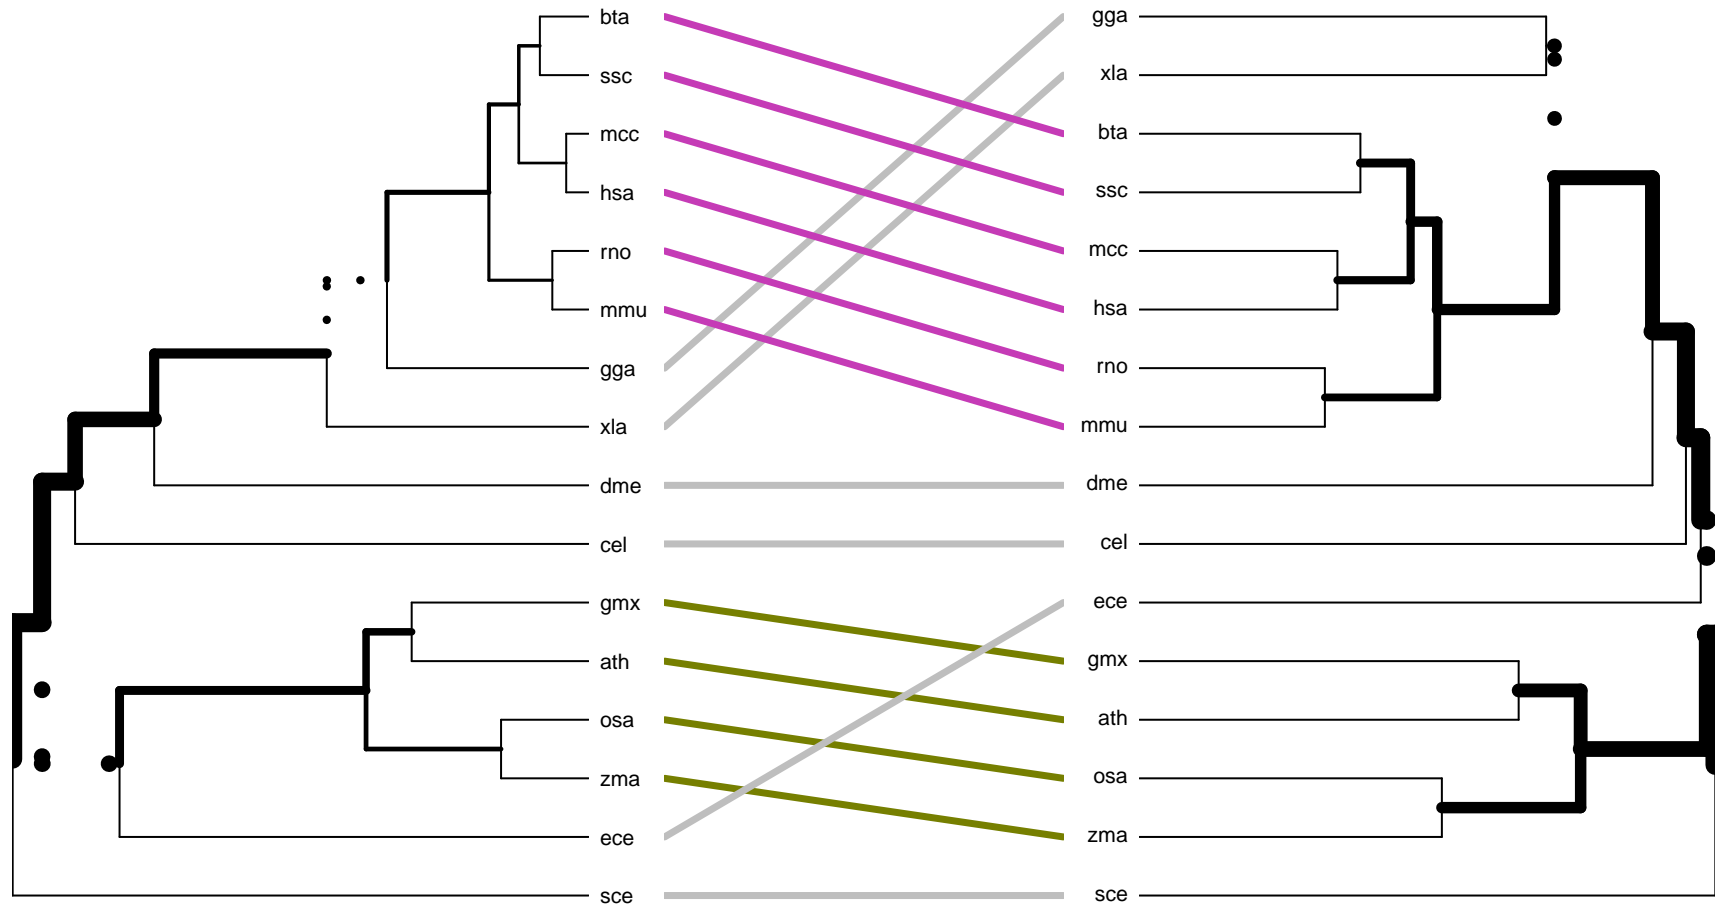 bta
ssc
mcc
hsa
rno
mmu
gga
xla
dme
cel
gmx
ath
osa
zma
ece
sce
gga
xla
bta
ssc
mcc
hsa
rno
mmu
dme
cel
ece
gmx
ath
osa
zma
sce